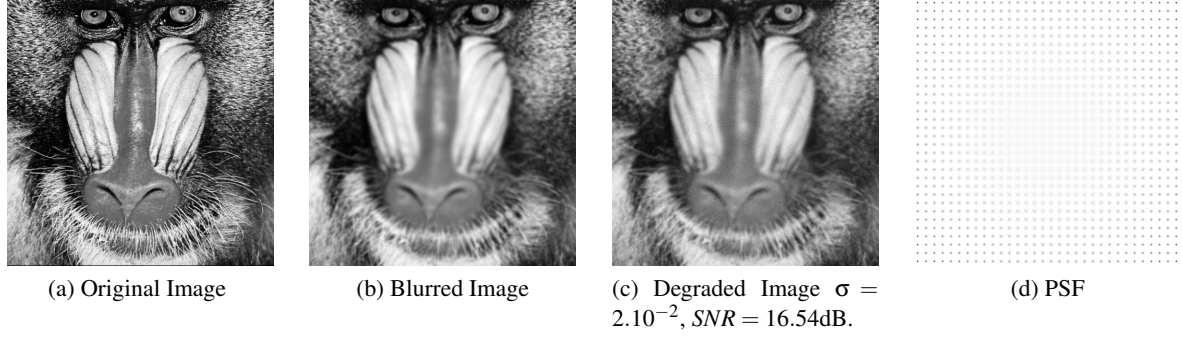 (a) Original Image
(b) Blurred Image
(c) Degraded Image σ =
2.10⁻², SNR = 16.54dB.
(d) PSF